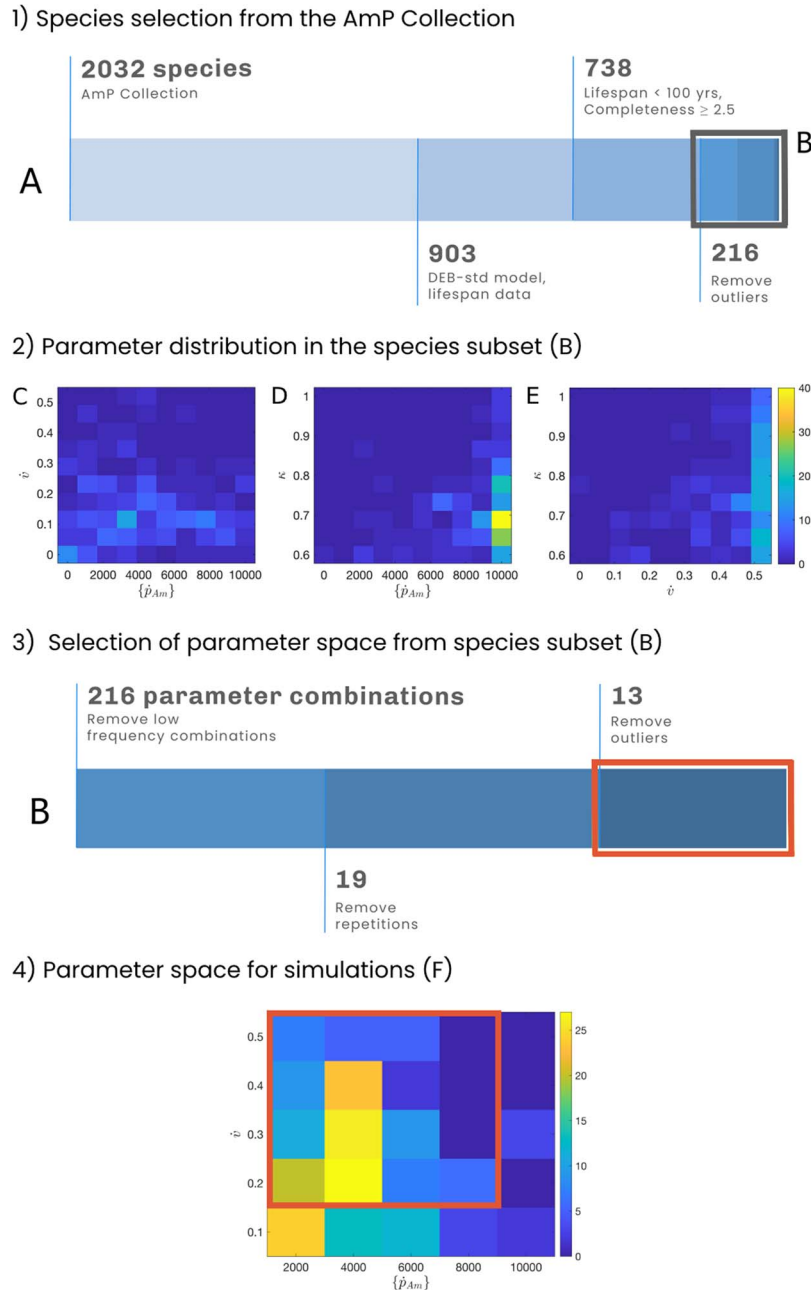 1) Species selection from the AmP Collection
2032 species
AmP Collection
738
Lifespan < 100 yrs,
Completeness ≥ 2.5
A
B
903
DEB-std model,
lifespan data
216
Remove
outliers
2) Parameter distribution in the species subset (B)
C
0.5
0.4
0.3
0.2
0.1
0
v̇
0 2000 4000 6000 8000 10000
{ṗ_Am}
D
1
0.9
0.8
0.7
0.6
κ
0 2000 4000 6000 8000 10000
{ṗ_Am}
E
1
0.9
0.8
0.7
0.6
κ
0 0.1 0.2 0.3 0.4 0.5
v̇
40
30
20
10
0
3) Selection of parameter space from species subset (B)
216 parameter combinations
Remove low
frequency combinations
13
Remove
outliers
B
19
Remove
repetitions
4) Parameter space for simulations (F)
0.5
0.4
0.3
0.2
0.1
v̇
2000 4000 6000 8000 10000
{ṗ_Am}
25
20
15
10
5
0